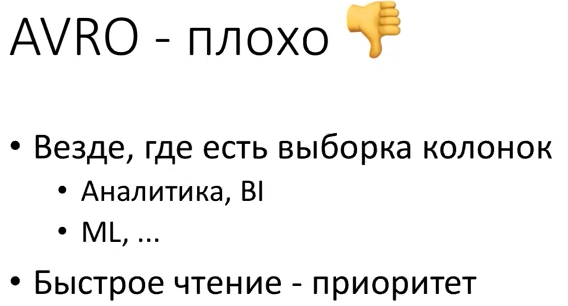 AVRO - плохо 👎
• Везде, где есть выборка колонок
• Аналитика, BI
• ML, ...
• Быстрое чтение - приоритет